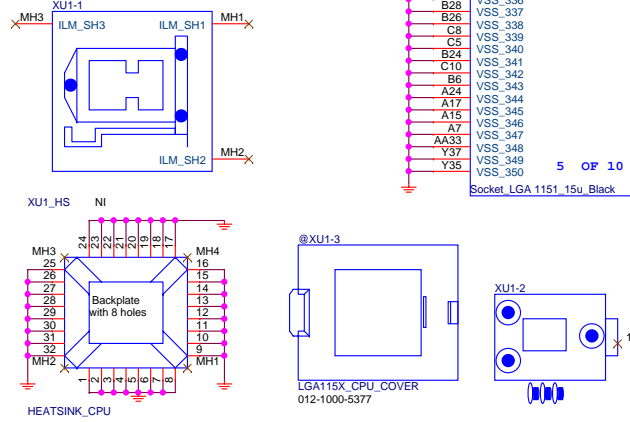 XU1-1
MH3
ILM_SH3
ILM_SH1
MH1
ILM_SH2
MH2
B28
VSS_337
B26
VSS_338
C8
VSS_339
C5
VSS_340
B24
VSS_341
C10
VSS_342
B6
VSS_343
A24
VSS_344
A17
VSS_345
A15
VSS_346
A7
VSS_347
AA33
VSS_348
Y37
VSS_349
Y35
VSS_350
5 OF 10
Socket_LGA 1151_15u_Black
XU1_HS NI
24 23 22 21 20 19 18 17
MH3
MH4
25
26
27
28
29
30
31
32
16
15
14
13
12
11
10
9
Backplate
with 8 holes
MH2
MH1
1 2 3 4 5 6 7 8
HEATSINK_CPU
@XU1-3
LGA115X_CPU_COVER
012-1000-5377
XU1-2
1